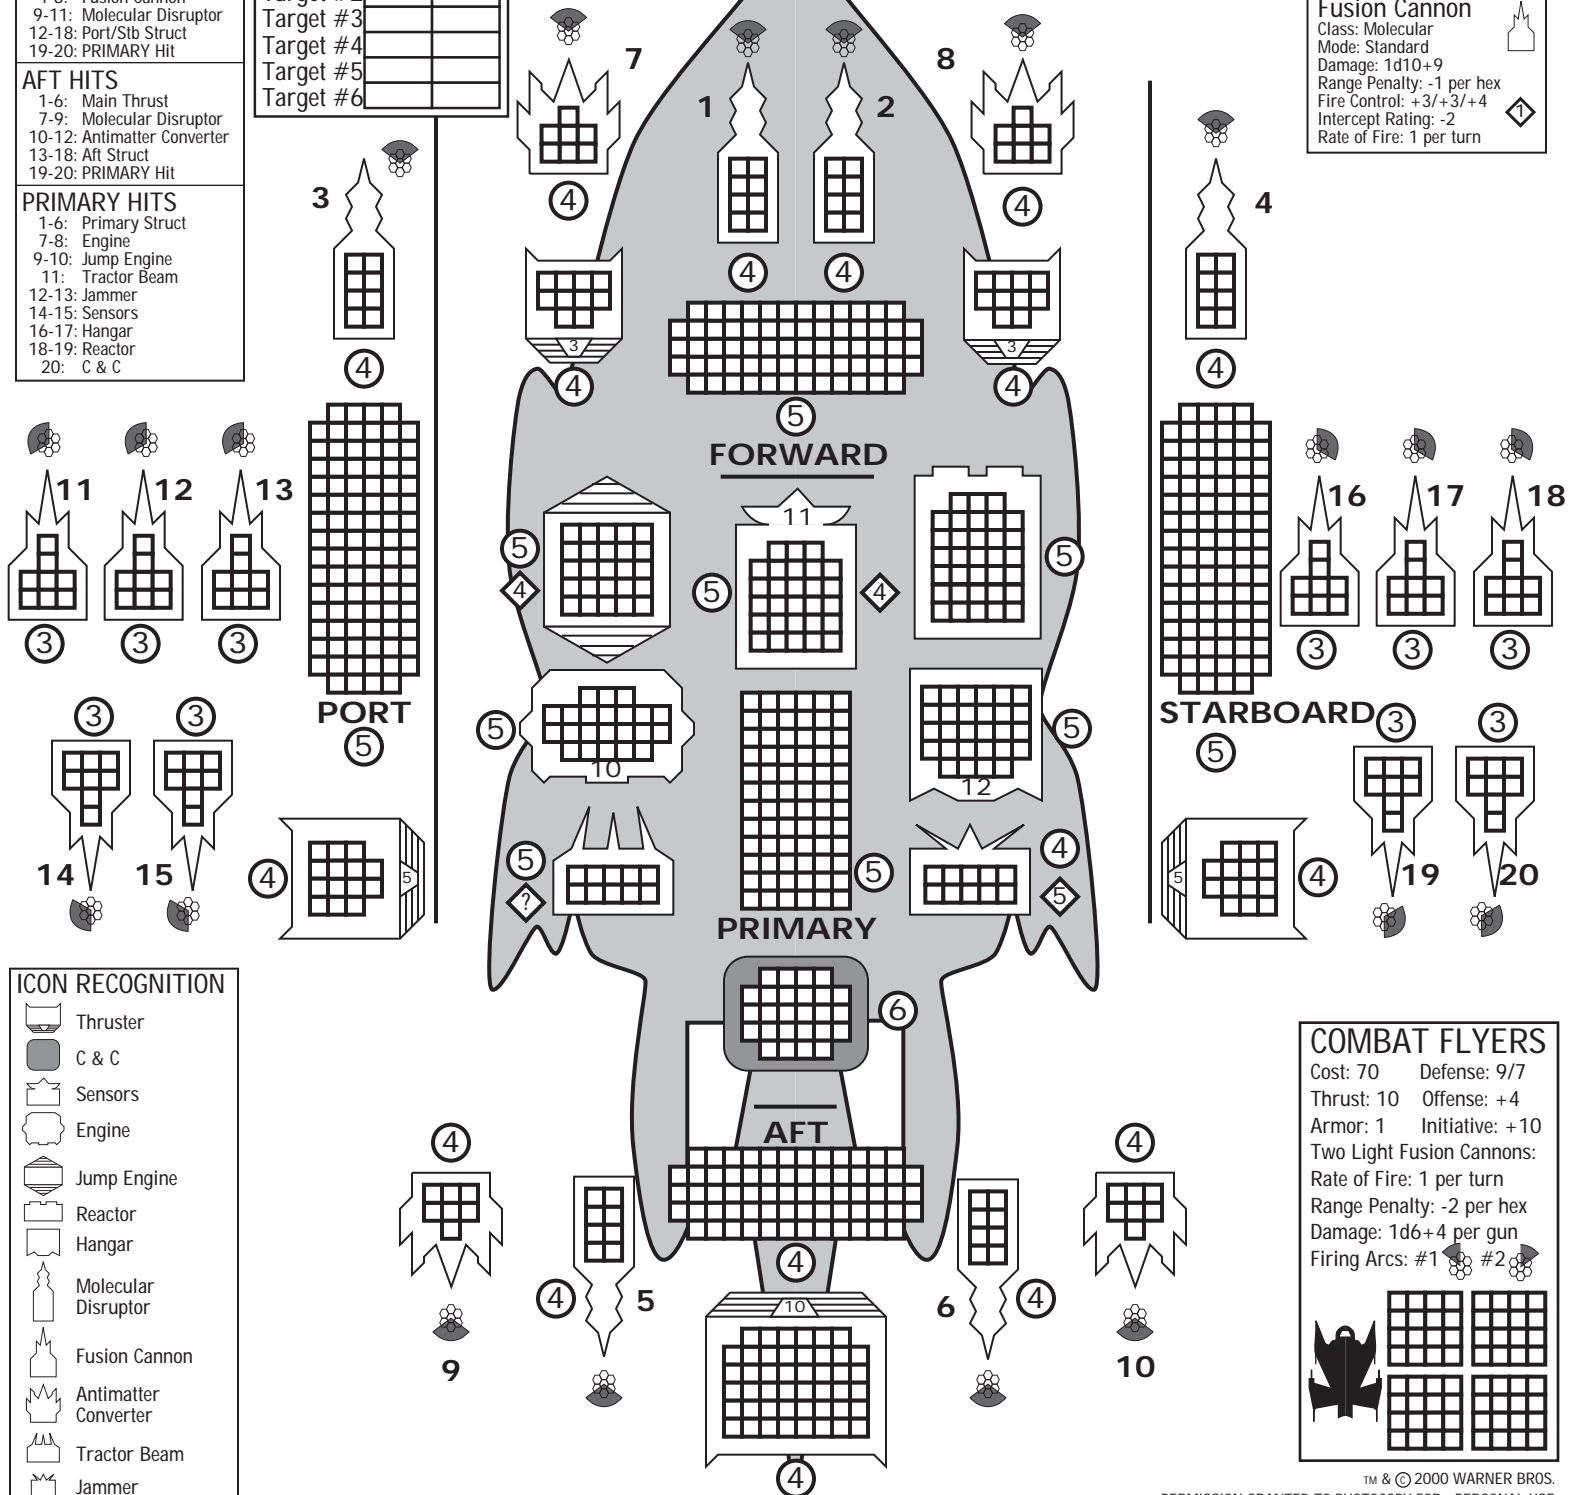 9-11: Molecular Disruptor
12-18: Port/Stb Struct
19-20: PRIMARY Hit
AFT HITS
1-6: Main Thrust
7-9: Molecular Disruptor
10-12: Antimatter Converter
13-18: Aft Struct
19-20: PRIMARY Hit
PRIMARY HITS
1-6: Primary Struct
7-8: Engine
9-10: Jump Engine
11: Tractor Beam
12-13: Jammer
14-15: Sensors
16-17: Hangar
18-19: Reactor
20: C & C
Target #3
Target #4
Target #5
Target #6
Fusion Cannon
Class: Molecular
Mode: Standard
Damage: 1d10+9
Range Penalty: -1 per hex
Fire Control: +3/+3/+4
Intercept Rating: -2
Rate of Fire: 1 per turn
1
7
8
1
2
4
4
3
4
4
4
3
3
4
4
4
4
5
FORWARD
11
12
13
16
17
18
11
5
4
5
4
5
3
3
3
3
3
3
PORT
5
STARBOARD
5
3
3
3
3
5
10
5
12
14
15
19
20
4
5
5
?
5
4
5
5
4
PRIMARY
6
AFT
4
4
4
4
5
6
4
10
9
10
4
ICON RECOGNITION
Thruster
C & C
Sensors
Engine
Jump Engine
Reactor
Hangar
Molecular
Disruptor
Fusion Cannon
Antimatter
Converter
Tractor Beam
Jammer
COMBAT FLYERS
Cost: 70 Defense: 9/7
Thrust: 10 Offense: +4
Armor: 1 Initiative: +10
Two Light Fusion Cannons:
Rate of Fire: 1 per turn
Range Penalty: -2 per hex
Damage: 1d6+4 per gun
Firing Arcs: #1 #2
TM & © 2000 WARNER BROS.